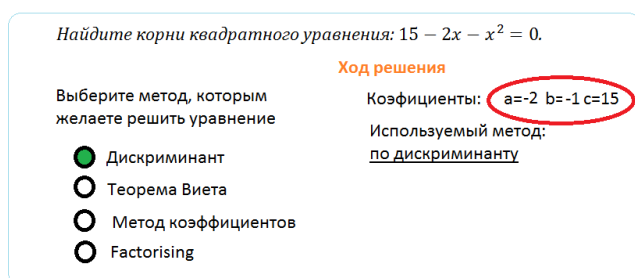 Найдите корни квадратного уравнения: 15 − 2x − x² = 0.
Ход решения
Выберите метод, которым
желаете решить уравнение
Дискриминант
Теорема Виета
Метод коэффициентов
Factorising
Коэфициенты: a=-2 b=-1 c=15
Используемый метод:
по дискриминанту